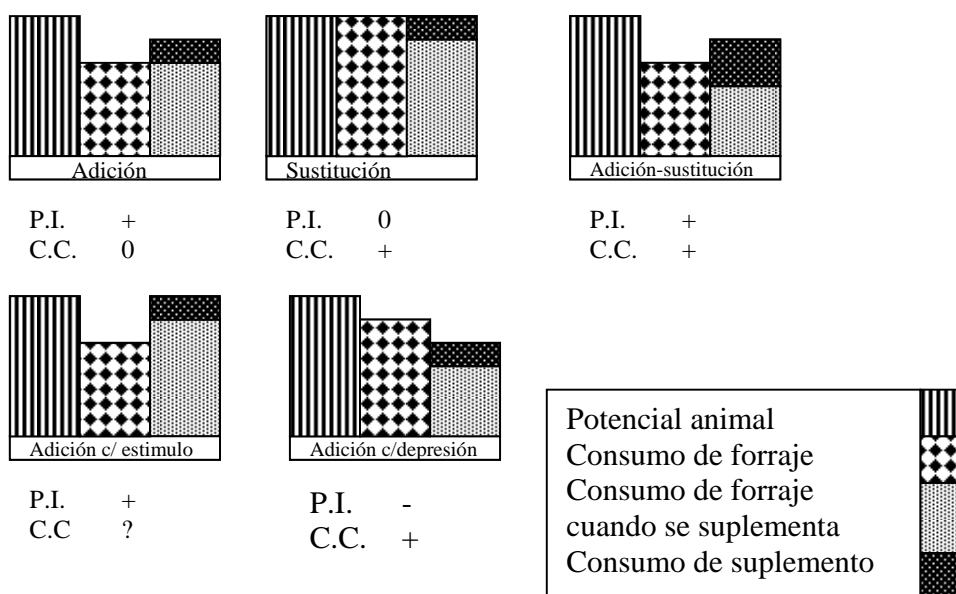 Adición
P.I. +
C.C. 0
Sustitución
P.I. 0
C.C. +
Adición-sustitución
P.I. +
C.C. +
Adición c/ estimulo
P.I. +
C.C ?
Adición c/depresión
P.I. -
C.C. +
Potencial animal
Consumo de forraje
Consumo de forraje
cuando se suplementa
Consumo de suplemento